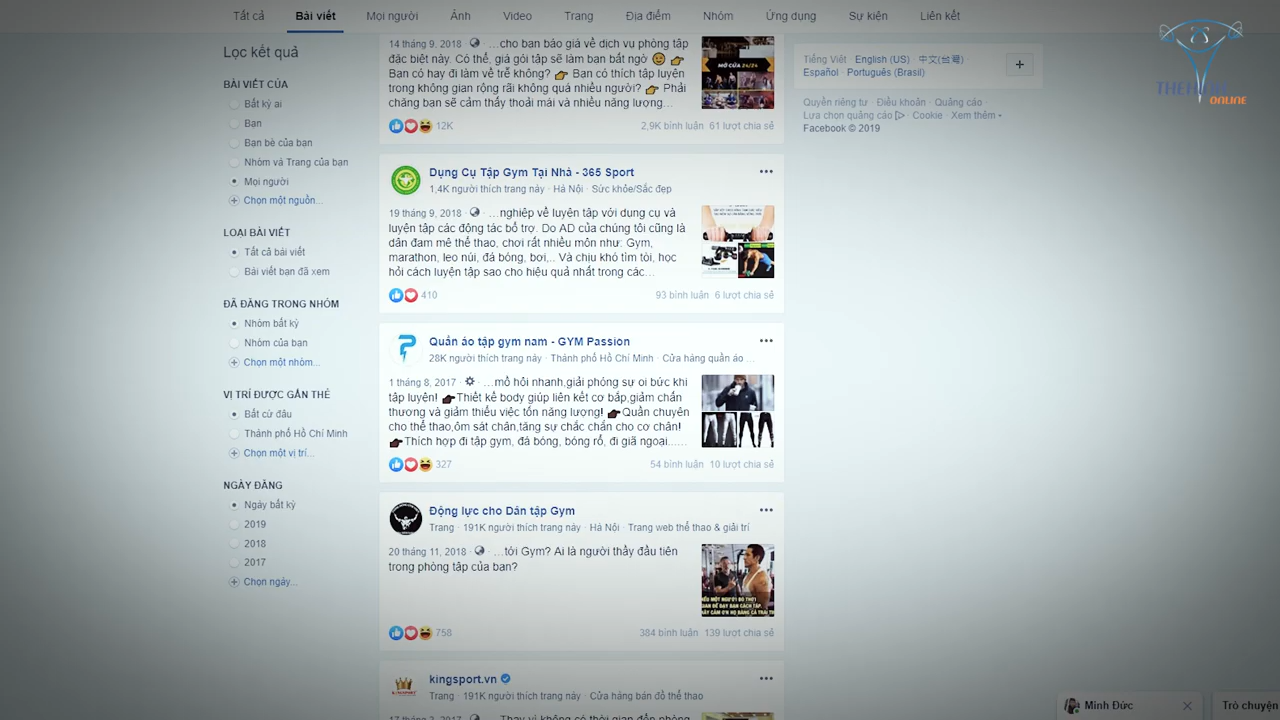 Tất cả
Bài viết
Mọi người
Ảnh
Video
Trang
Địa điểm
Nhóm
Ứng dụng
Sự kiện
Liên kết
Lọc kết quả
BÀI VIẾT CỦA
Bất kỳ ai
Bạn
Bạn bè của bạn
Nhóm và Trang của bạn
Mọi người
Chọn một nguồn...
LOẠI BÀI VIẾT
Tất cả bài viết
Bài viết bạn đã xem
ĐÃ ĐĂNG TRONG NHÓM
Nhóm bất kỳ
Nhóm của bạn
Chọn một nhóm...
VỊ TRÍ ĐƯỢC GẮN THẺ
Bất cứ đâu
Thành phố Hồ Chí Minh
Chọn một vị trí...
NGÀY ĐĂNG
Ngày bất kỳ
2019
2018
2017
Chọn ngày...
14 tháng 9, 2018 · ...cho bạn báo giá về dịch vụ phòng tập
đặc biệt này. Có thể, giá gói tập sẽ làm bạn bất ngờ 🙂 👉
Bạn có hay đi làm về trễ không? 👉 Bạn có thích tập luyện
trong không gian rộng rãi không quá nhiều người? 👉 Phải
chăng bạn sẽ cảm thấy thoải mái và nhiều năng lượng...
MỞ CỬA 24/24
12K
2,9K bình luận 61 lượt chia sẻ
Dụng Cụ Tập Gym Tại Nhà - 365 Sport
1,4K người thích trang này · Hà Nội · Sức khỏe/Sắc đẹp
19 tháng 9, 2018 · ...nghiệp về luyện tập với dụng cụ và
luyện tập các động tác bổ trợ. Do AD của chúng tôi cũng là
dân đam mê thể thao, chơi rất nhiều môn như: Gym,
marathon, leo núi, đá bóng, bơi,.. Và chịu khó tìm tòi, học
hỏi cách luyện tập sao cho hiệu quả nhất trong các...
410
93 bình luận 6 lượt chia sẻ
Quần áo tập gym nam - GYM Passion
28K người thích trang này · Thành phố Hồ Chí Minh · Cửa hàng quần áo ...
1 tháng 8, 2017 · ...mồ hôi nhanh,giải phóng sự oi bức khi
tập luyện! 👉Thiết kế body giúp liên kết cơ bắp,giảm chấn
thương và giảm thiểu việc tốn năng lượng! 👉Quần chuyên
cho thể thao,ôm sát chân,tăng sự chắc chắn cho cơ chân!
👉Thích hợp đi tập gym, đá bóng, bóng rổ, đi giã ngoại......
327
54 bình luận 10 lượt chia sẻ
Động lực cho Dân tập Gym
Trang · 191K người thích trang này · Hà Nội · Trang web thể thao & giải trí
20 tháng 11, 2018 · ...tới Gym? Ai là người thầy đầu tiên
trong phòng tập của bạn?
758
384 bình luận 139 lượt chia sẻ
kingsport.vn
Trang · 191K người thích trang này · Cửa hàng bán đồ thể thao
Tiếng Việt · English (US) · 中文(台灣) ·
Español · Português (Brasil)
Quyền riêng tư · Điều khoản · Quảng cáo ·
Lựa chọn quảng cáo · Cookie · Xem thêm
Facebook © 2019
ONLINE
Minh Đức
Trò chuyện